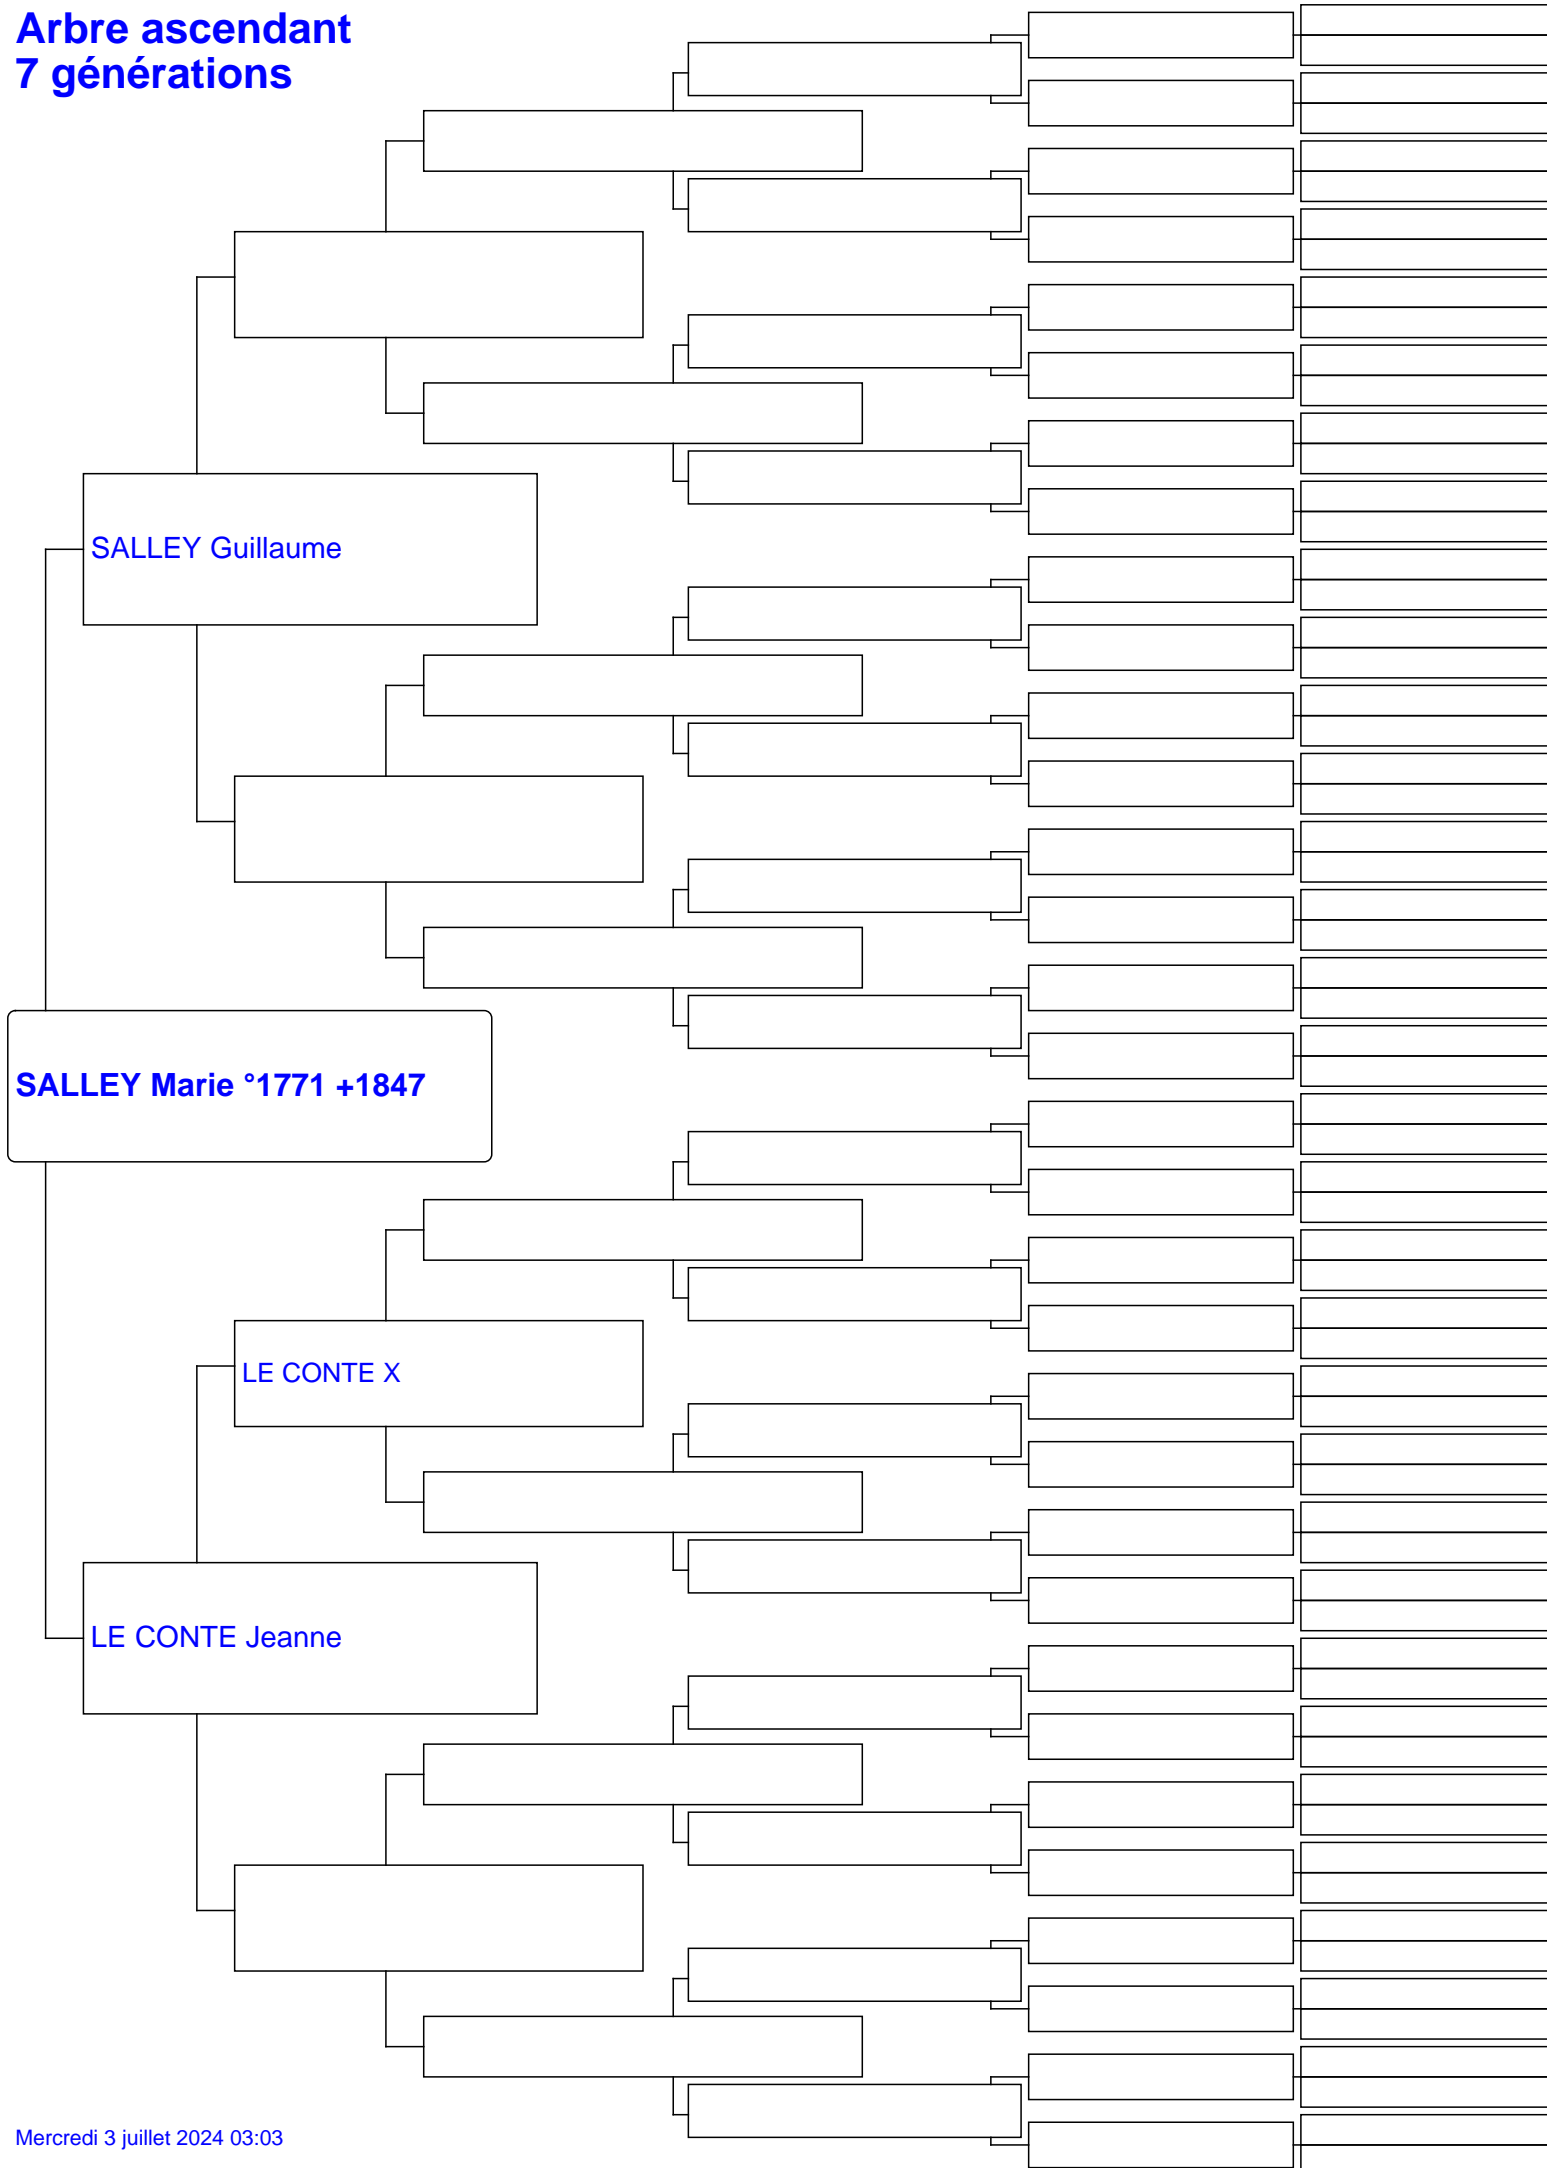 Arbre ascendant
7 générations
SALLEY Guillaume
SALLEY Marie °1771 +1847
LE CONTE X
LE CONTE Jeanne
Mercredi 3 juillet 2024 03:03